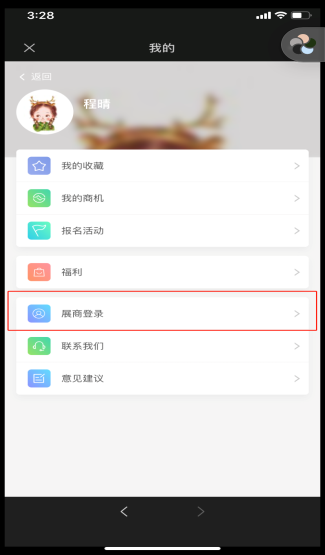 3:28
我的
返回
程晴
我的收藏
我的商机
报名活动
福利
展商登录
联系我们
意见建议